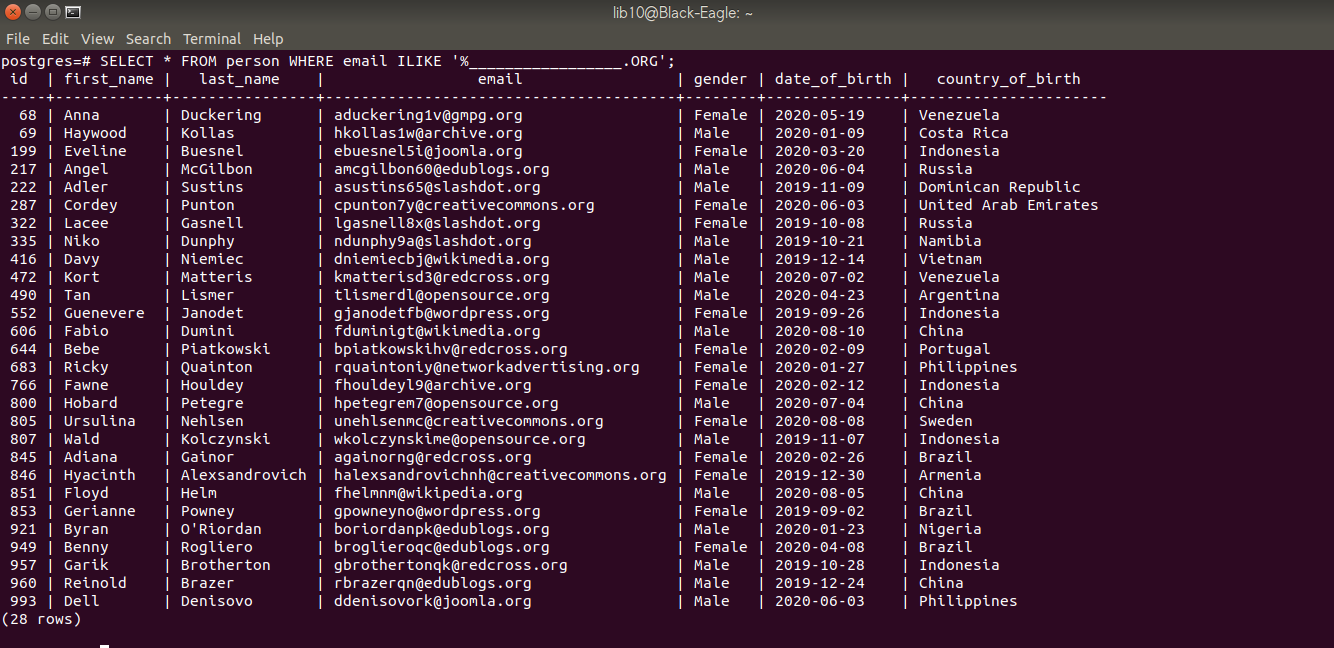 lib10@Black-Eagle: ~
File Edit View Search Terminal Help
postgres=# SELECT * FROM person WHERE email ILIKE '%_________________.ORG';
 id  | first_name |   last_name    |                 email                 | gender | date_of_birth |   country_of_birth
-----+------------+----------------+---------------------------------------+--------+---------------+----------------------
  68 | Anna       | Duckering      | aduckering1v@gmpg.org                 | Female | 2020-05-19    | Venezuela
  69 | Haywood    | Kollas         | hkollas1w@archive.org                 | Male   | 2020-01-09    | Costa Rica
 199 | Eveline    | Buesnel        | ebuesnel5i@joomla.org                 | Female | 2020-03-20    | Indonesia
 217 | Angel      | McGilbon       | amcgilbon60@edublogs.org              | Male   | 2020-06-04    | Russia
 222 | Adler      | Sustins        | asustins65@slashdot.org               | Male   | 2019-11-09    | Dominican Republic
 287 | Cordey     | Punton         | cpunton7y@creativecommons.org         | Female | 2020-06-03    | United Arab Emirates
 322 | Lacee      | Gasnell        | lgasnell8x@slashdot.org               | Female | 2019-10-08    | Russia
 335 | Niko       | Dunphy         | ndunphy9a@slashdot.org                | Male   | 2019-10-21    | Namibia
 416 | Davy       | Niemiec        | dniemiecbj@wikimedia.org              | Male   | 2019-12-14    | Vietnam
 472 | Kort       | Matteris       | kmatterisd3@redcross.org              | Male   | 2020-07-02    | Venezuela
 490 | Tan        | Lismer         | tlismerdl@opensource.org              | Male   | 2020-04-23    | Argentina
 552 | Guenevere  | Janodet        | gjanodetfb@wordpress.org              | Female | 2019-09-26    | Indonesia
 606 | Fabio      | Dumini         | fduminigt@wikimedia.org               | Male   | 2020-08-10    | China
 644 | Bebe       | Piatkowski     | bpiatkowskihv@redcross.org            | Female | 2020-02-09    | Portugal
 683 | Ricky      | Quainton       | rquaintoniy@networkadvertising.org    | Female | 2020-01-27    | Philippines
 766 | Fawne      | Houldey        | fhouldeyl9@archive.org                | Female | 2020-02-12    | Indonesia
 800 | Hobard     | Petegre        | hpetegrem7@opensource.org             | Male   | 2020-07-04    | China
 805 | Ursulina   | Nehlsen        | unehlsenmc@creativecommons.org        | Female | 2020-08-08    | Sweden
 807 | Wald       | Kolczynski     | wkolczynskime@opensource.org          | Male   | 2019-11-07    | Indonesia
 845 | Adiana     | Gainor         | againorng@redcross.org                | Female | 2020-02-26    | Brazil
 846 | Hyacinth   | Alexsandrovich | halexsandrovichnh@creativecommons.org | Female | 2019-12-30    | Armenia
 851 | Floyd      | Helm           | fhelmnm@wikipedia.org                 | Male   | 2020-08-05    | China
 853 | Gerianne   | Powney         | gpowneyno@wordpress.org               | Female | 2019-09-02    | Brazil
 921 | Byran      | O'Riordan      | boriordanpk@edublogs.org              | Male   | 2020-01-23    | Nigeria
 949 | Benny      | Rogliero       | broglieroqc@edublogs.org              | Female | 2020-04-08    | Brazil
 957 | Garik      | Brotherton     | gbrothertonqk@redcross.org            | Male   | 2019-10-28    | Indonesia
 960 | Reinold    | Brazer         | rbrazerqn@edublogs.org                | Male   | 2019-12-24    | China
 993 | Dell       | Denisovo       | ddenisovork@joomla.org                | Male   | 2020-06-03    | Philippines
(28 rows)